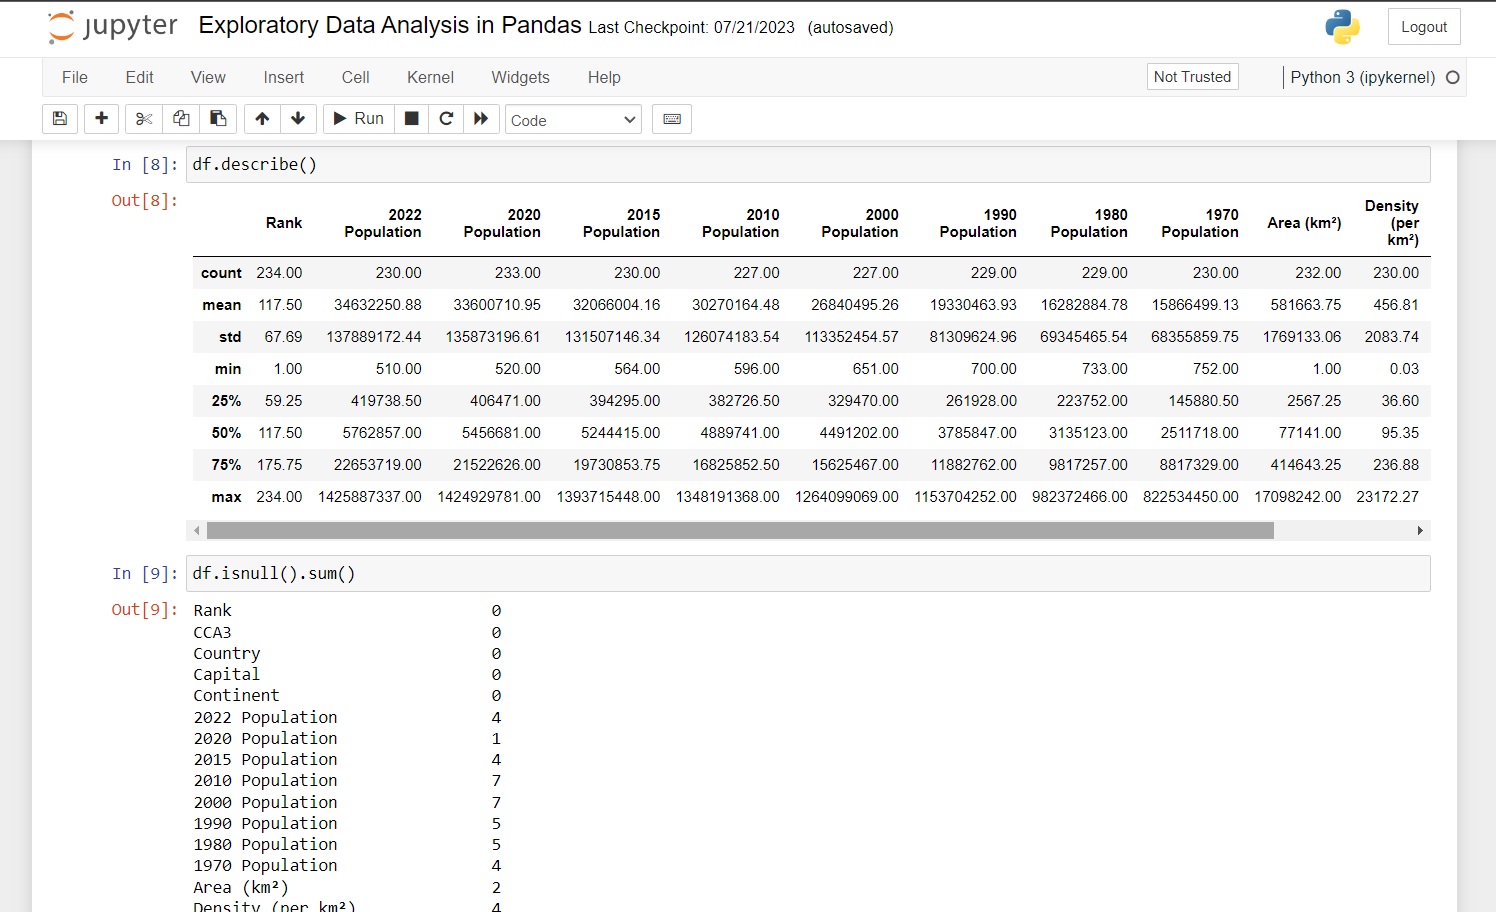 jupyter Exploratory Data Analysis in Pandas Last Checkpoint: 07/21/2023 (autosaved) Logout
File Edit View Insert Cell Kernel Widgets Help Not Trusted Python 3 (ipykernel)
Run Code
In [8]: df.describe()
Out[8]:
Rank 2022 Population 2020 Population 2015 Population 2010 Population 2000 Population 1990 Population 1980 Population 1970 Population Area (km²) Density (per km²)
count 234.00 230.00 233.00 230.00 227.00 227.00 229.00 229.00 230.00 232.00 230.00
mean 117.50 34632250.88 33600710.95 32066004.16 30270164.48 26840495.26 19330463.93 16282884.78 15866499.13 581663.75 456.81
std 67.69 137889172.44 135873196.61 131507146.34 126074183.54 113352454.57 81309624.96 69345465.54 68355859.75 1769133.06 2083.74
min 1.00 510.00 520.00 564.00 596.00 651.00 700.00 733.00 752.00 1.00 0.03
25% 59.25 419738.50 406471.00 394295.00 382726.50 329470.00 261928.00 223752.00 145880.50 2567.25 36.60
50% 117.50 5762857.00 5456681.00 5244415.00 4889741.00 4491202.00 3785847.00 3135123.00 2511718.00 77141.00 95.35
75% 175.75 22653719.00 21522626.00 19730853.75 16825852.50 15625467.00 11882762.00 9817257.00 8817329.00 414643.25 236.88
max 234.00 1425887337.00 1424929781.00 1393715448.00 1348191368.00 1264099069.00 1153704252.00 982372466.00 822534450.00 17098242.00 23172.27
In [9]: df.isnull().sum()
Out[9]: Rank 0
CCA3 0
Country 0
Capital 0
Continent 0
2022 Population 4
2020 Population 1
2015 Population 4
2010 Population 7
2000 Population 7
1990 Population 5
1980 Population 5
1970 Population 4
Area (km²) 2
Density (per km²) 4